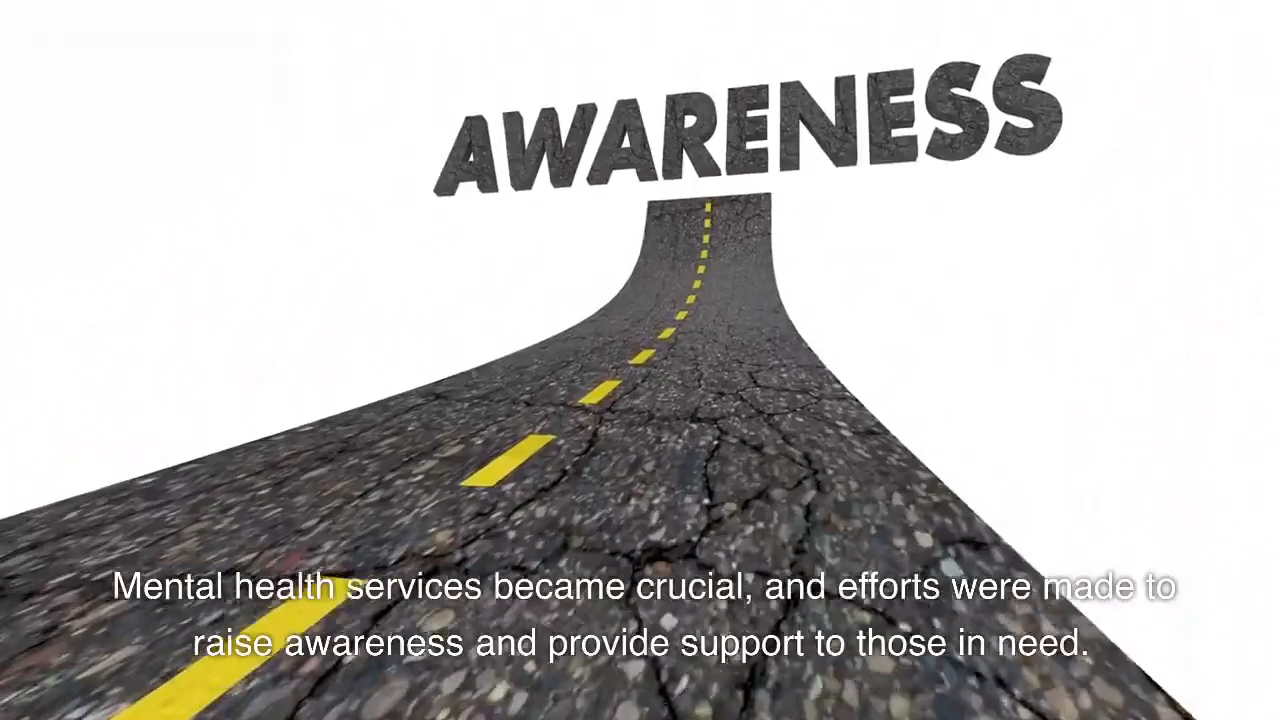 AWARENESS
Mental health services became crucial, and efforts were made to
raise awareness and provide support to those in need.